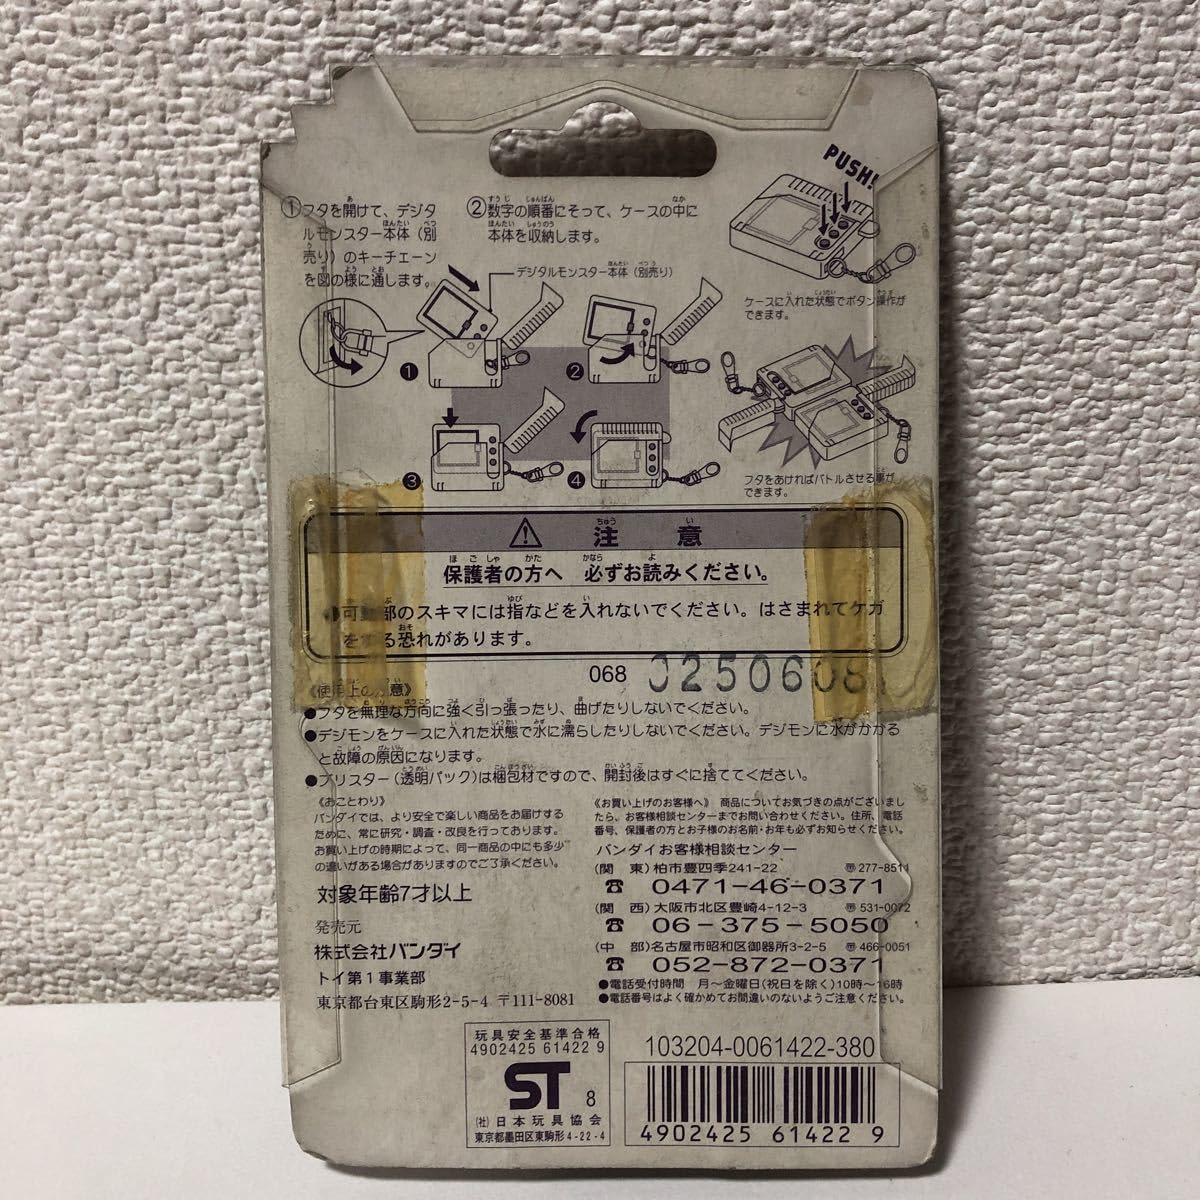 ①フタを開けて、デジタ
ルモンスター本体（別
売り）のキーチェーン
を図の様に通します。
②数字の順番にそって、ケースの中に
本体を収納します。
デジタルモンスター本体（別売り）
PUSH!
ケースに入れた状態でボタン操作が
できます。
❶
❷
❸
❹
フタをあければバトルさせる事が
できます。
⚠ 注意
保護者の方へ 必ずお読みください。
●可動部のスキマには指などを入れないでください。はさまれてケガ
をする恐れがあります。
068 0250608
《使用上の注意》
●フタを無理な方向に強く引っ張ったり、曲げたりしないでください。
●デジモンをケースに入れた状態で水に濡らしたりしないでください。デジモンに水がかかる
と故障の原因になります。
●ブリスター（透明パック）は梱包材ですので、開封後はすぐに捨ててください。
《おことわり》
バンダイでは、より安全で楽しい商品をお届けする
ために、常に研究・調査・改良を行っております。
お買い上げの時期によって、同一商品の中にも多少
の違いがある場合がありますのでご了承ください。
対象年齢7才以上
発売元
株式会社バンダイ
トイ第1事業部
東京都台東区駒形2-5-4 〒111-8081
《お買い上げのお客様へ》 商品についてお気づきの点がございまし
たら、お客様相談センターまでお問い合わせください。住所、電話
番号、保護者の方とお子様のお名前・お年も必ずお知らせください。
バンダイお客様相談センター
(関 東) 柏市豊四季241-22 〒277-8511
☎ 0471-46-0371
(関 西) 大阪市北区豊崎4-12-3 〒531-0072
☎ 06-375-5050
(中 部) 名古屋市昭和区御器所3-2-5 〒466-0051
☎ 052-872-0371
●電話受付時間 月～金曜日(祝日を除く)10時～16時
●電話番号はよく確かめてお間違いのないようご注意ください。
玩具安全基準合格
4902425 61422 9
ST 8
(社) 日本玩具協会
東京都墨田区東駒形4-22-4
103204-0061422-380
4902425 61422 9